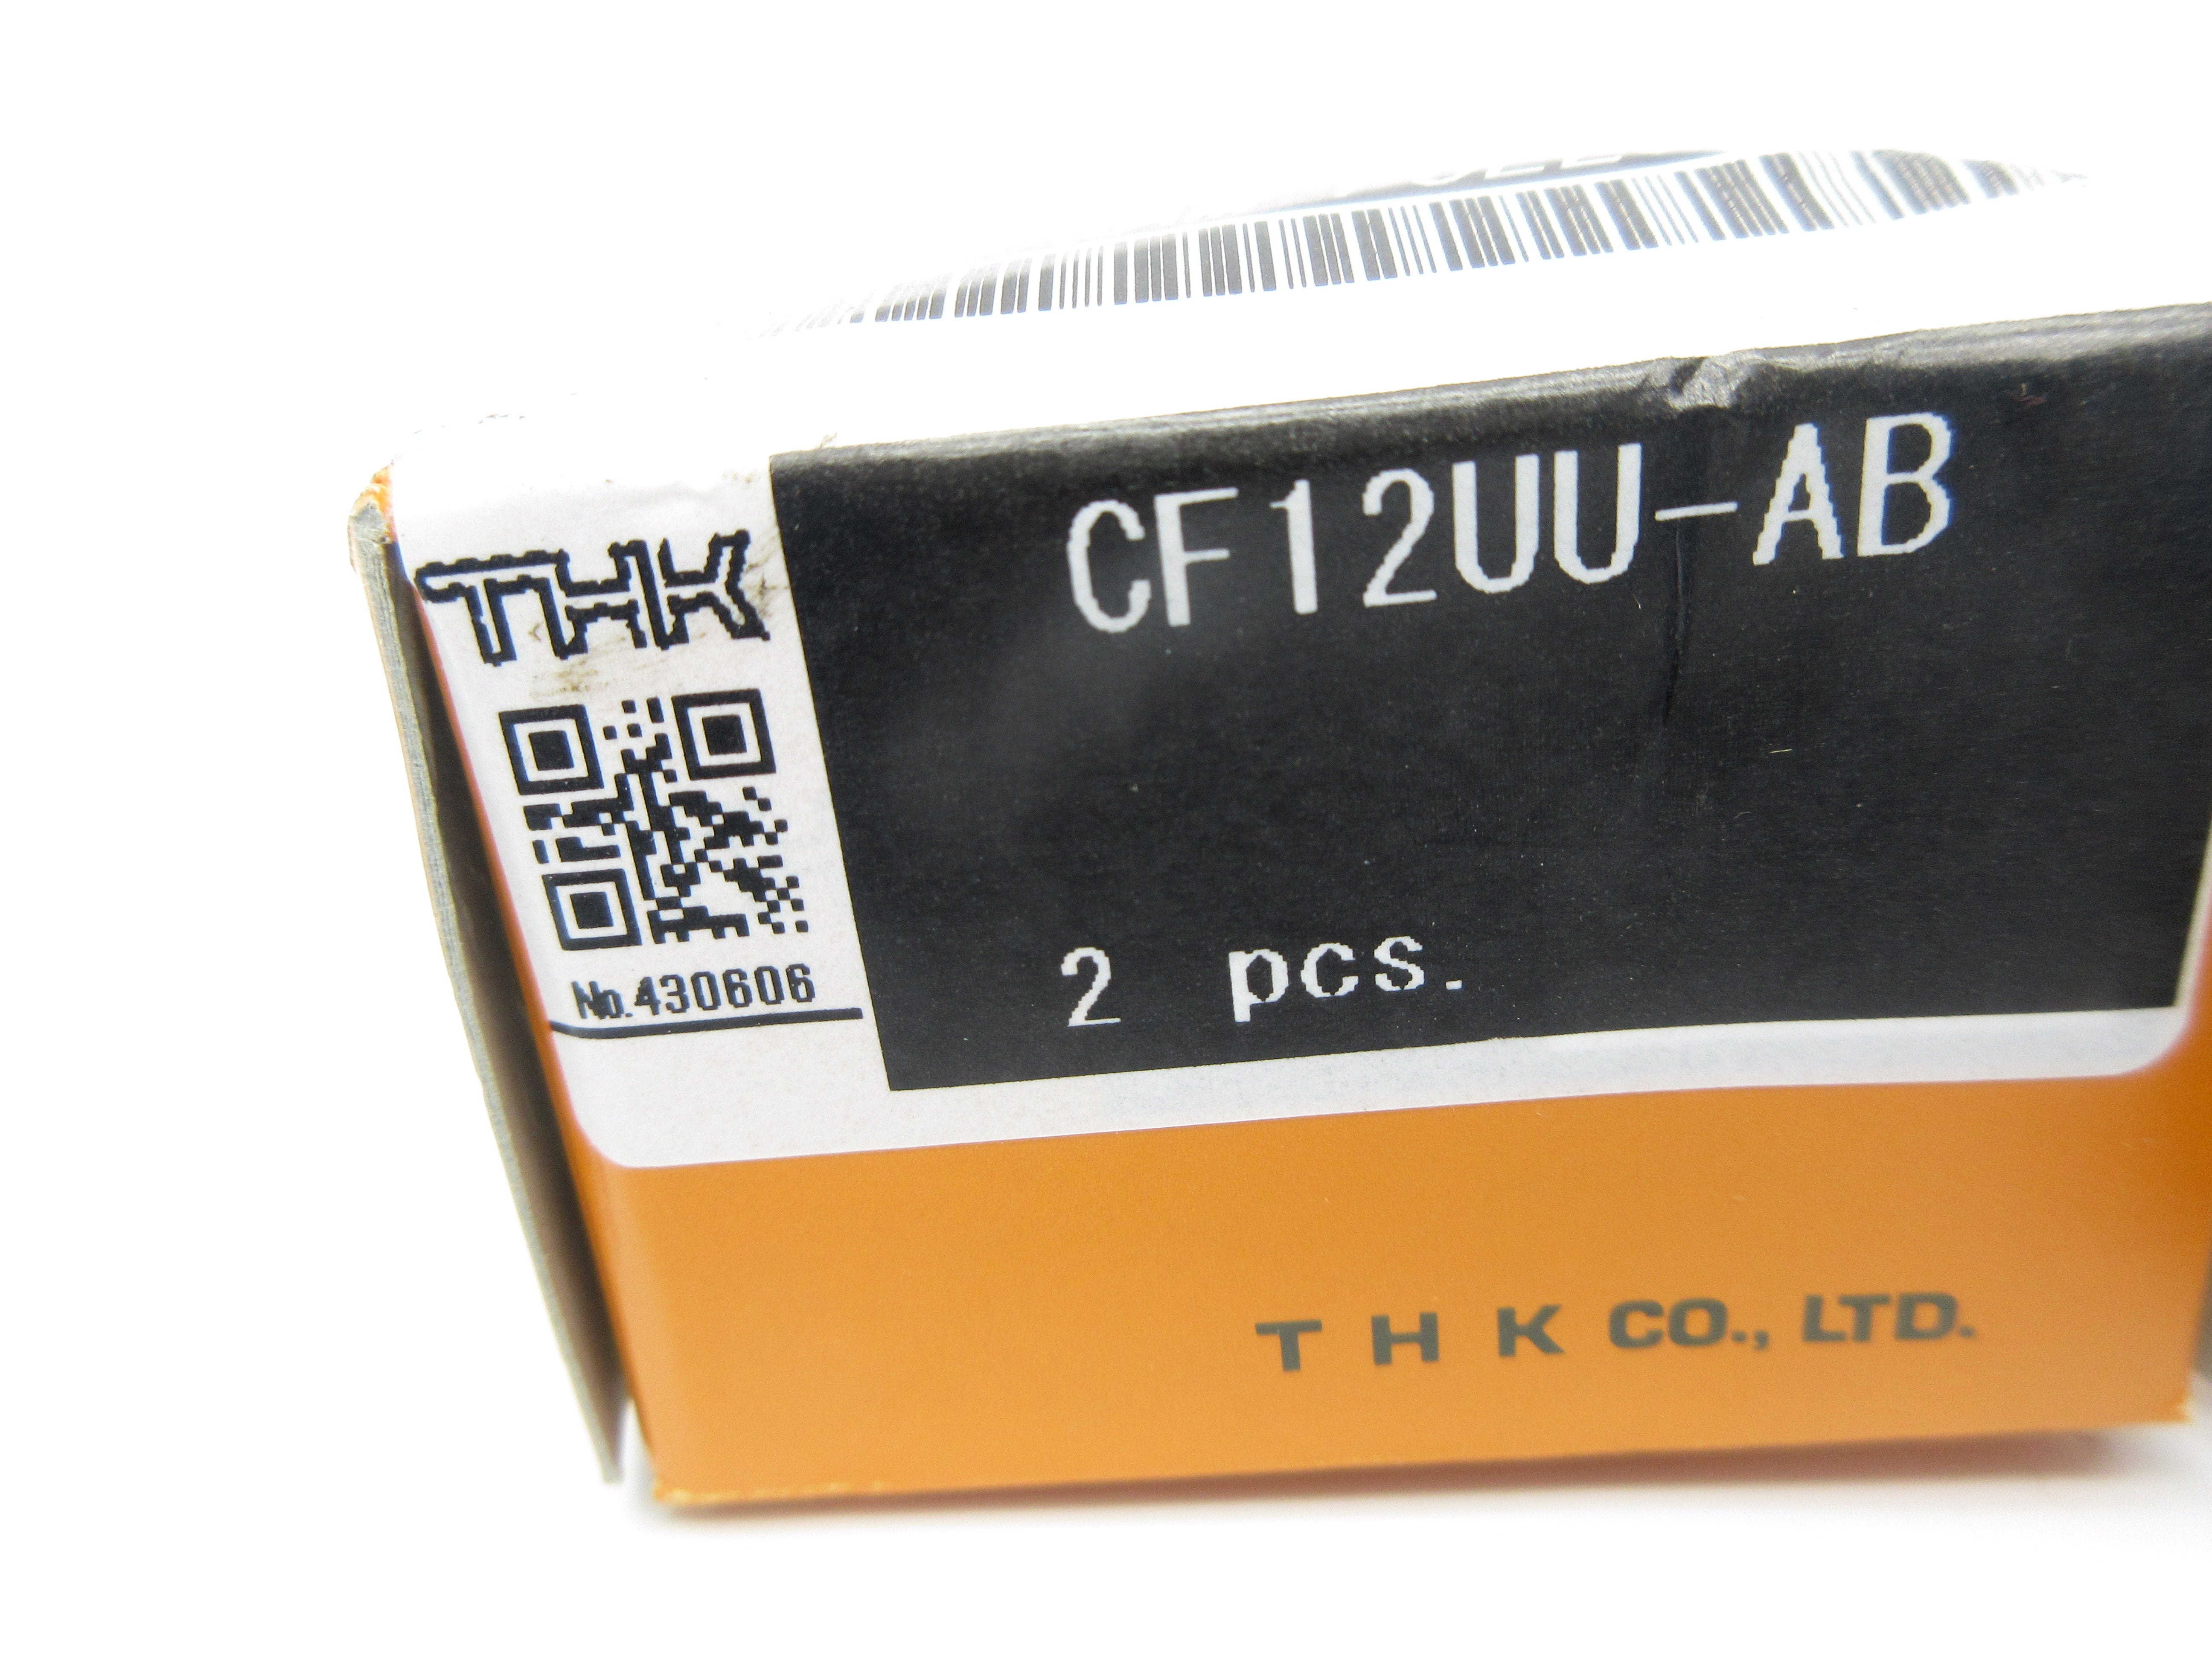 THK
CF12UU-AB
No.430606
2 pcs.
T H K CO., LTD.